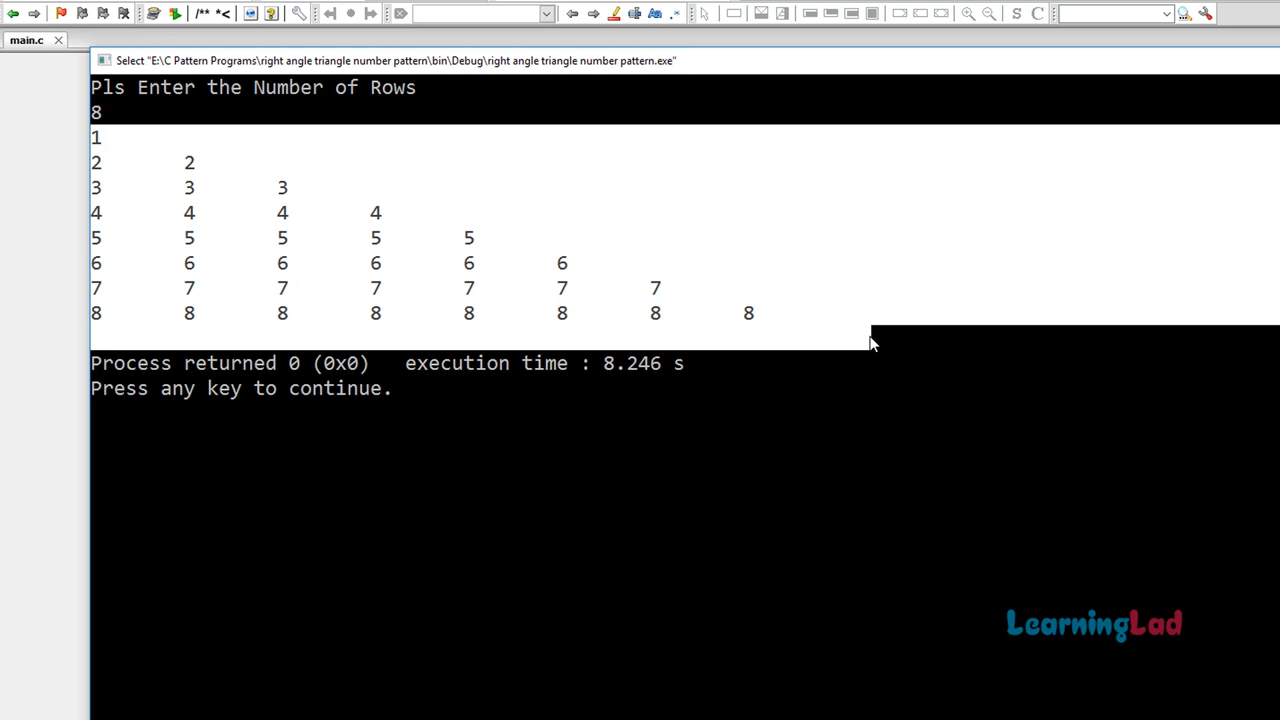 main.c
Select "E:\C Pattern Programs\right angle triangle number pattern\bin\Debug\right angle triangle number pattern.exe"
Pls Enter the Number of Rows
8
1
2 2
3 3 3
4 4 4 4
5 5 5 5 5
6 6 6 6 6 6
7 7 7 7 7 7 7
8 8 8 8 8 8 8 8
Process returned 0 (0x0) execution time : 8.246 s
Press any key to continue.
LearningLad